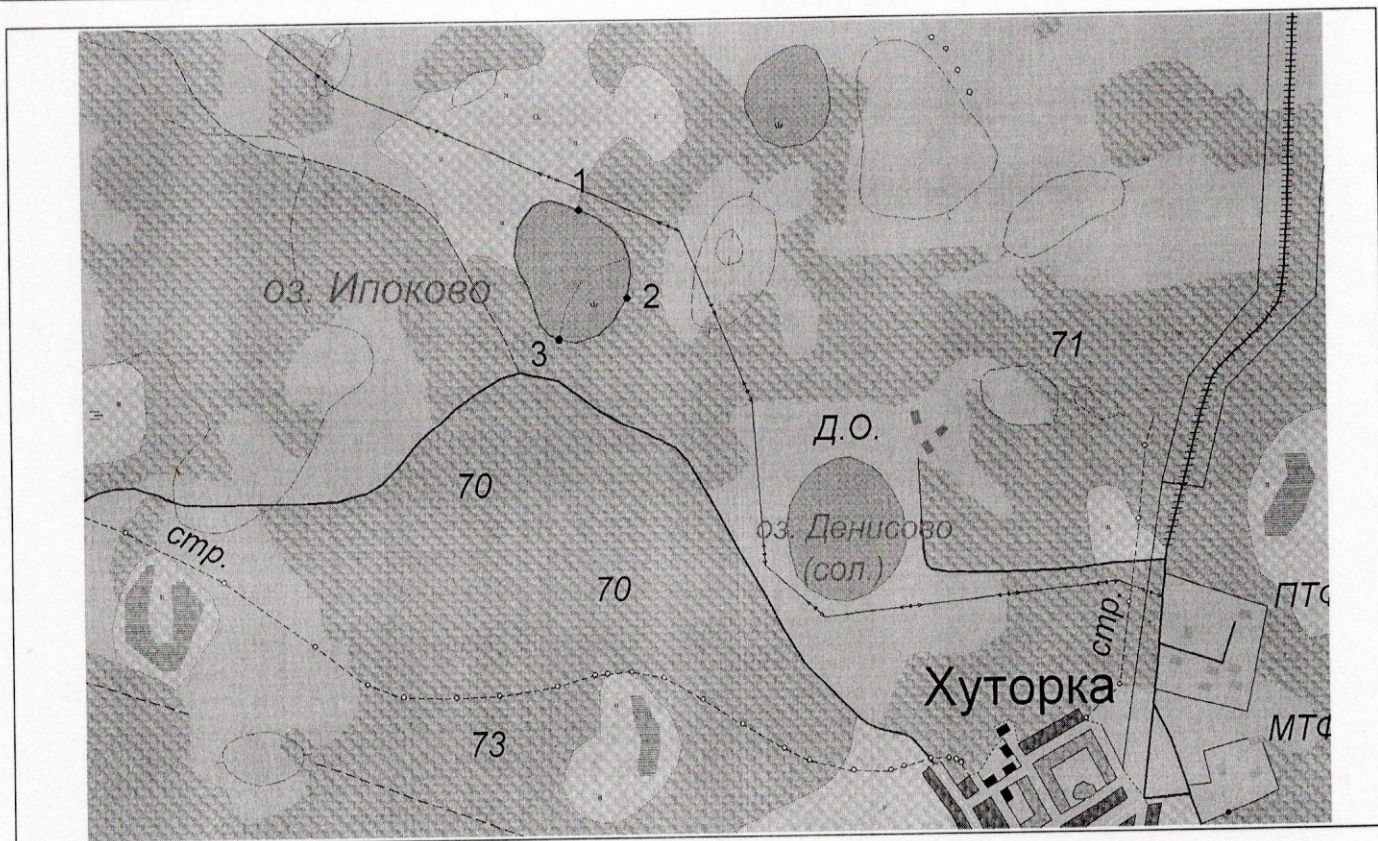 1
оз. Ипоково
2
3
71
Д.О.
70
оз. Денисово
(сол.)
стр.
70
ПТФ
стр.
Хуторка
73
МТФ